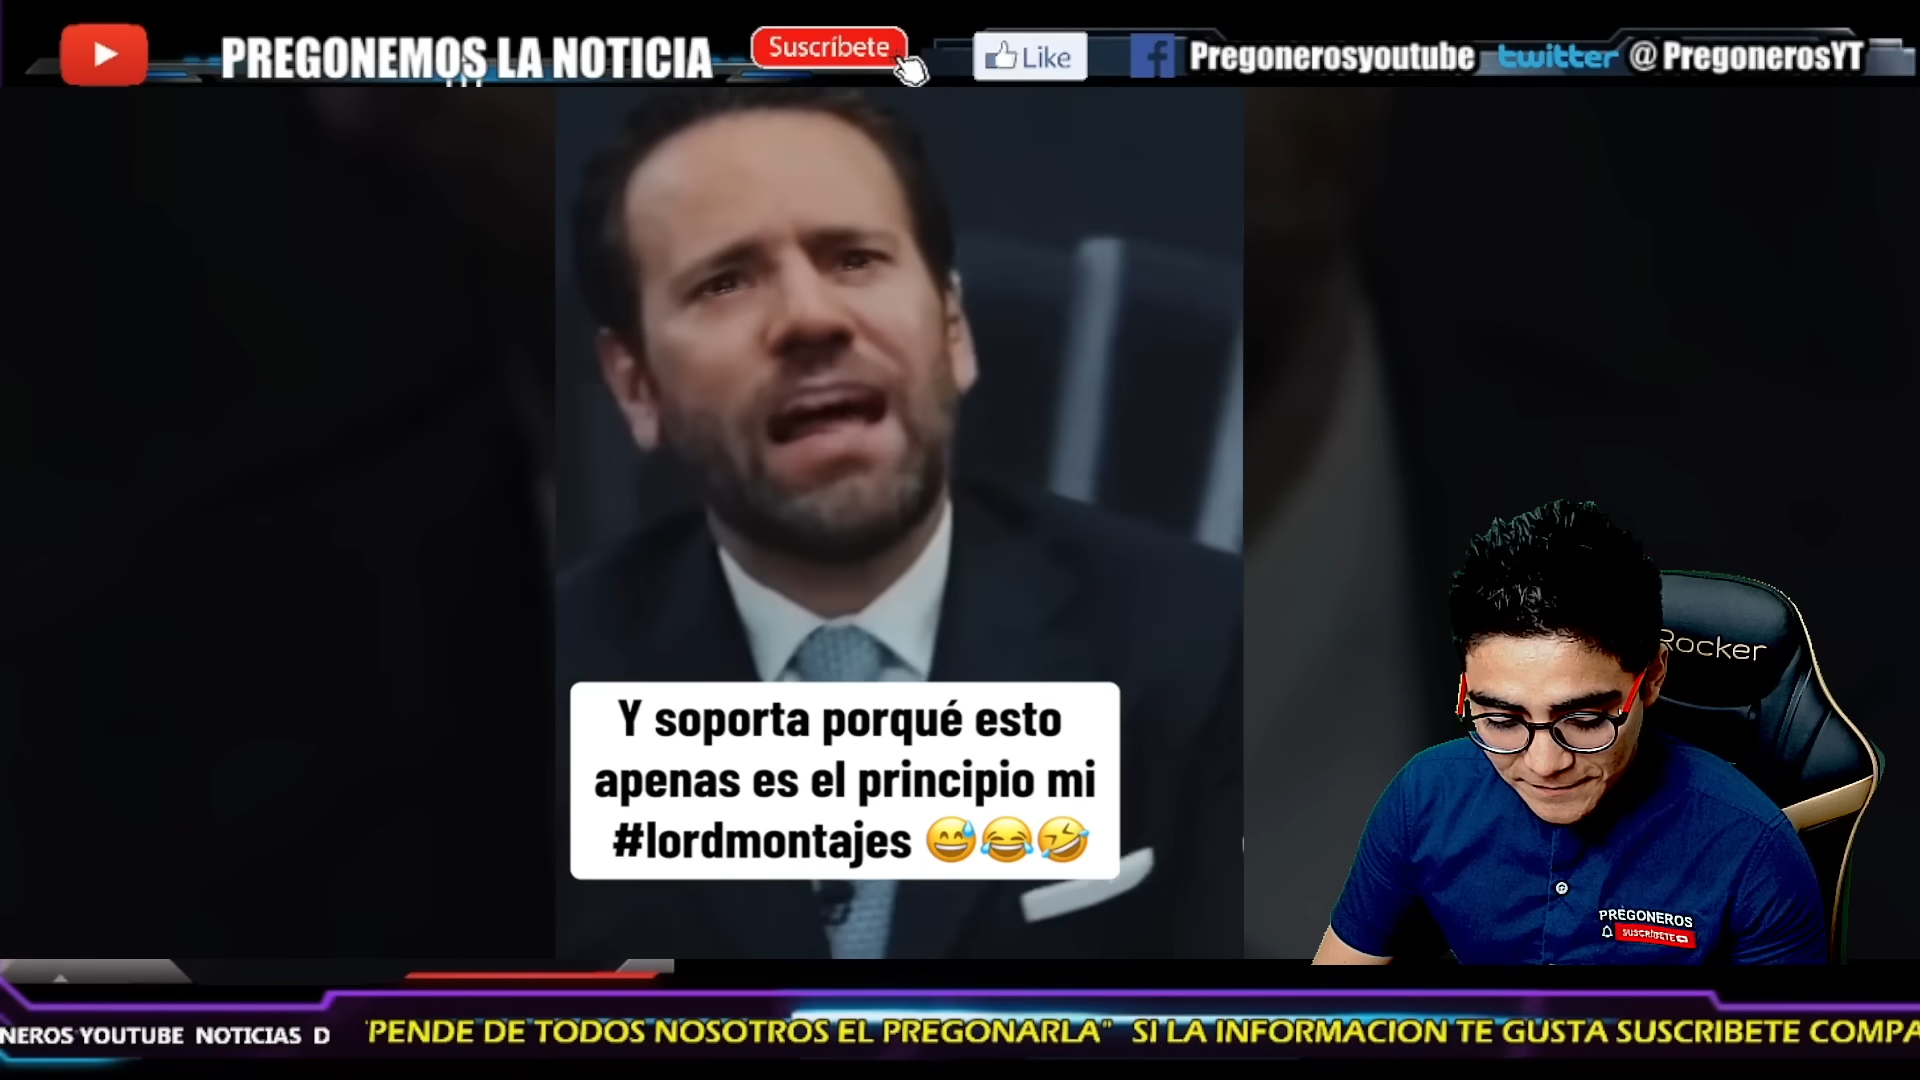 PREGONEMOS LA NOTICIA
Suscríbete
Like
Pregonerosyoutube
twitter @PregonerosYT
Rocker
Y soporta porqué esto
apenas es el principio mi
#lordmontajes 😅😂🤣
PREGONEROS
SUSCRÍBETE
NEROS YOUTUBE NOTICIAS D
'PENDE DE TODOS NOSOTROS EL PREGONARLA" SI LA INFORMACION TE GUSTA SUSCRIBETE COMPA